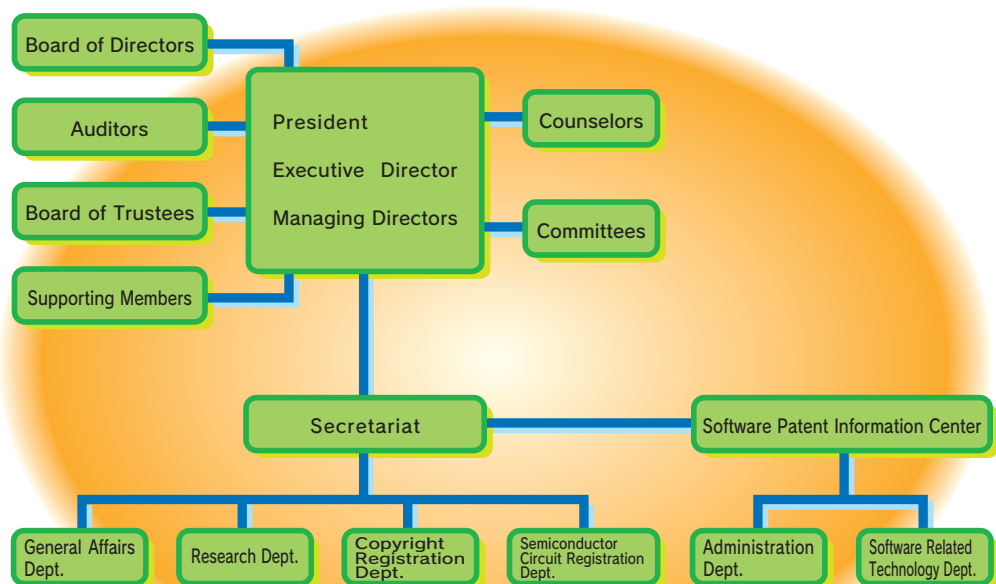 Board of Directors
Auditors
Board of Trustees
Supporting Members
President
Executive Director
Managing Directors
Counselors
Committees
Secretariat
Software Patent Information Center
General Affairs
Dept.
Research Dept.
Copyright
Registration
Dept.
Semiconductor
Circuit Registration
Dept.
Administration
Dept.
Software Related
Technology Dept.